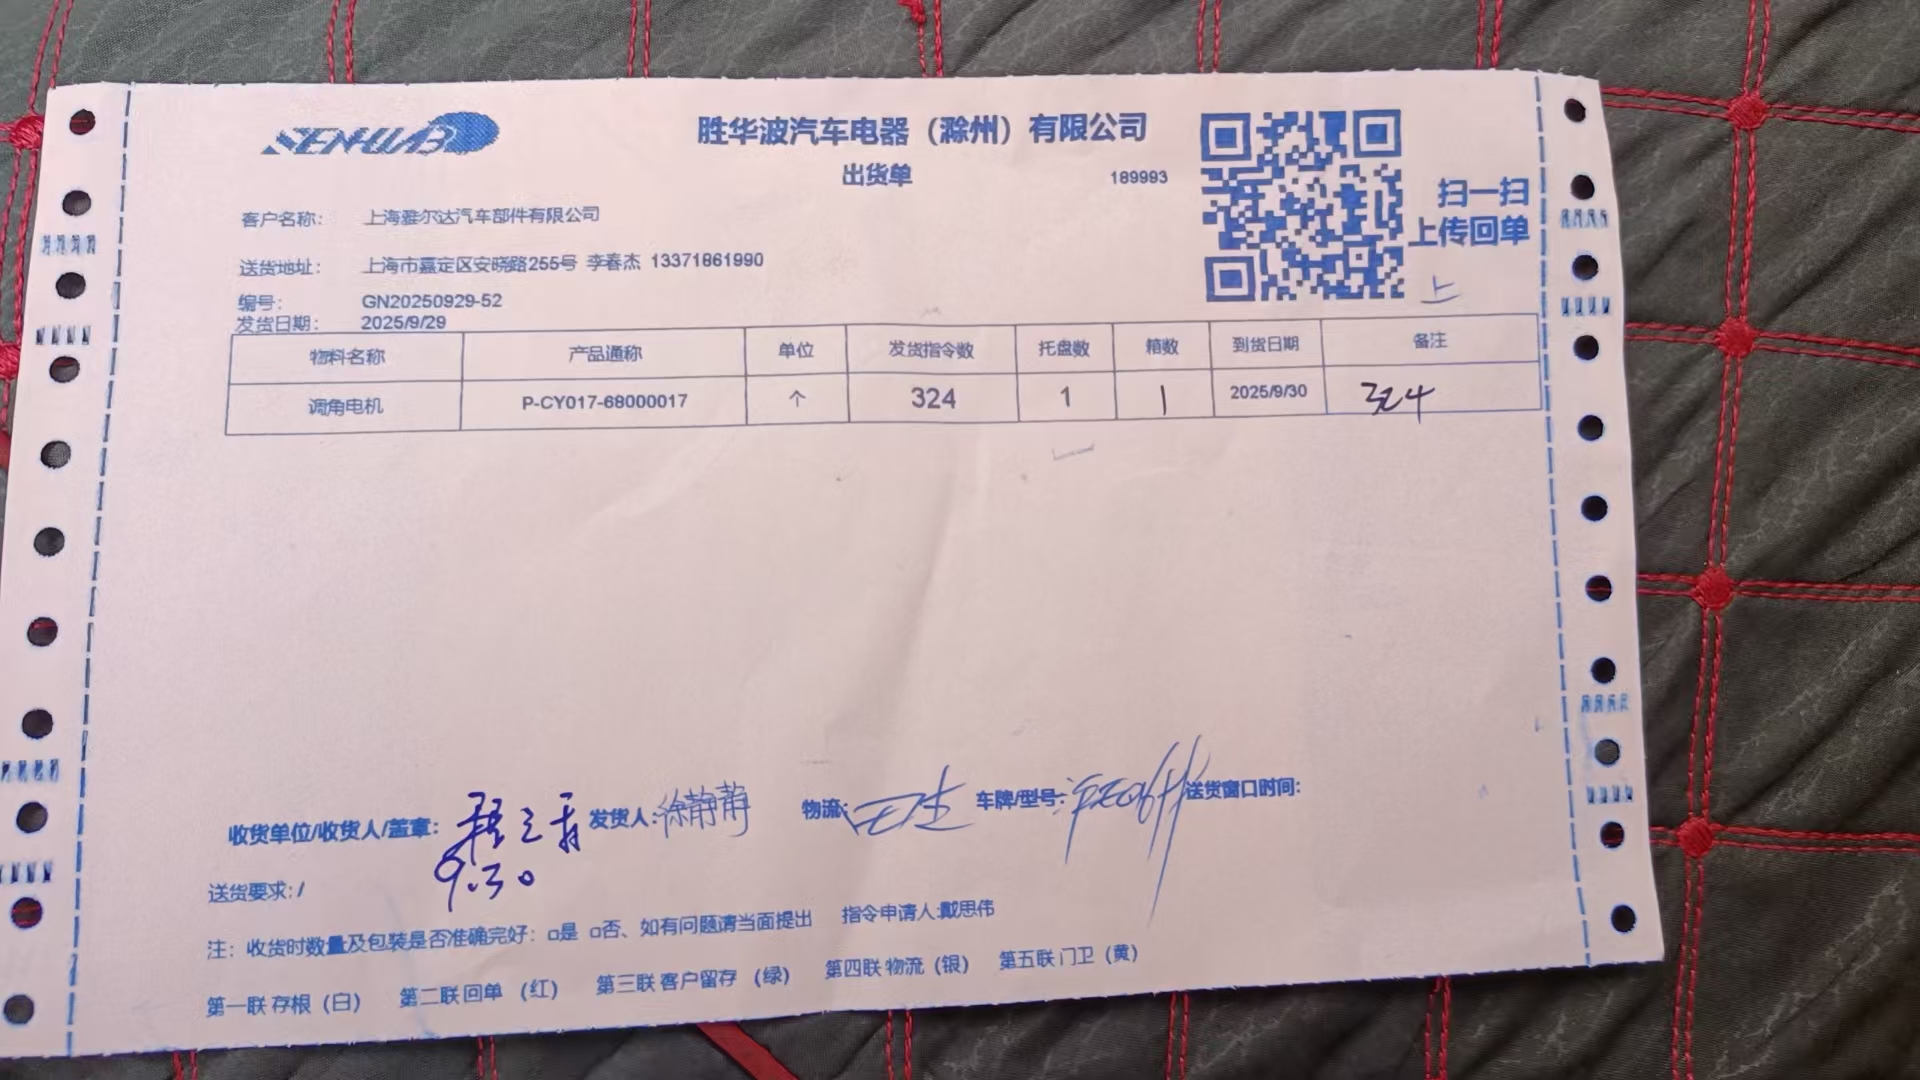 SENHUAB
胜华波汽车电器（滁州）有限公司
出货单
189993
扫一扫
上传回单
上
客户名称： 上海雅尔达汽车部件有限公司
送货地址： 上海市嘉定区安晓路255号 李春杰 13371861990
编号： GN20250929-52
发货日期： 2025/9/29
物料名称 产品通称 单位 发货指令数 托盘数 箱数 到货日期 备注
调角电机 P-CY017-68000017 个 324 1 1 2025/9/30 324
收货单位/收货人/盖章： 发货人： 徐静静 物流： 车牌/型号： 送货窗口时间：
9.30
送货要求：/
注： 收货时数量及包装是否准确完好：□是 □否、如有问题请当面提出 指令申请人：戴思伟
第一联 存根（白） 第二联 回单 （红） 第三联 客户留存 （绿） 第四联 物流（银） 第五联 门卫（黄）